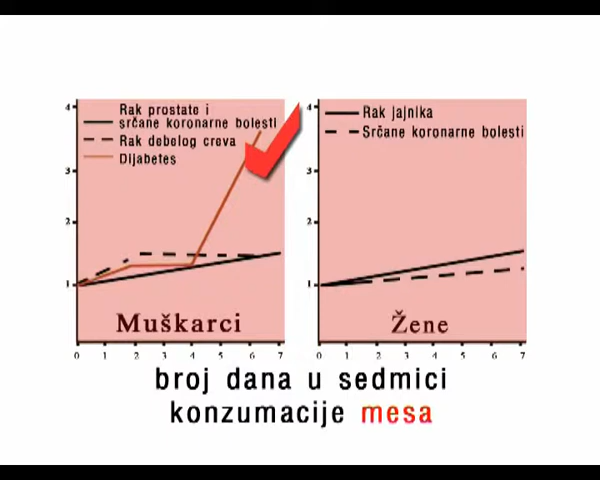 4
3
2
1
Rak prostate i
srčane koronarne bolesti
Rak debelog creva
Dijabetes
Muškarci
0 1 2 3 4 5 6 7
4
3
2
1
Rak jajnika
Srčane koronarne bolesti
Žene
0 1 2 3 4 5 6 7
broj dana u sedmici
konzumacije mesa